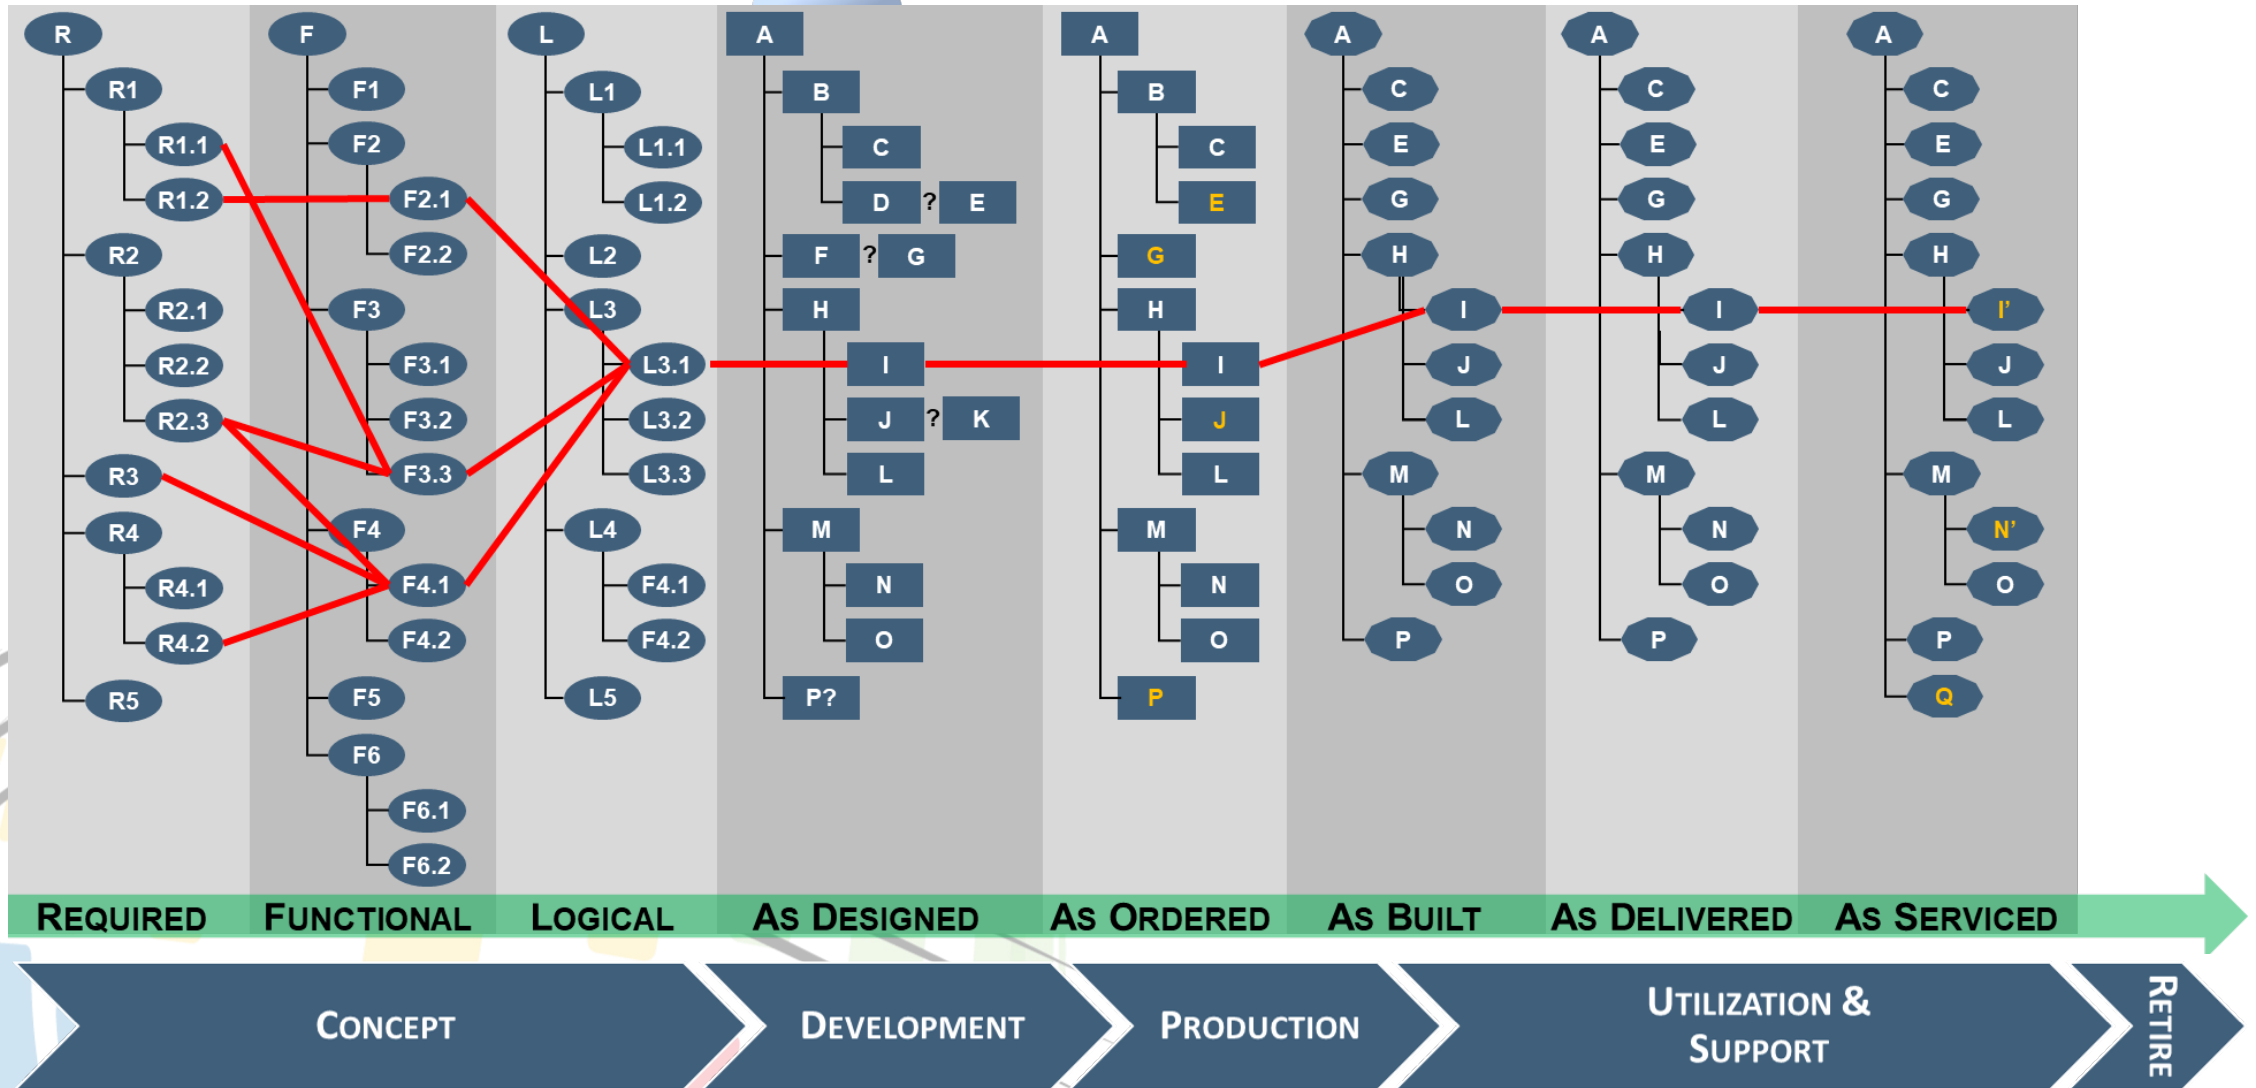 R
R1
R1.1
R1.2
R2
R2.1
R2.2
R2.3
R3
R4
R4.1
R4.2
R5
F
F1
F2
F2.1
F2.2
F3
F3.1
F3.2
F3.3
F4
F4.1
F4.2
F5
F6
F6.1
F6.2
L
L1
L1.1
L1.2
L2
L3
L3.1
L3.2
L3.3
L4
F4.1
F4.2
L5
A
B
C
D ? E
F ? G
H
I
J ? K
L
M
N
O
P?
A
B
C
E
G
H
I
J
L
M
N
O
P
A
C
E
G
H
I
J
L
M
N
O
P
A
C
E
G
H
I
J
L
M
N
O
P
A
C
E
G
H
I’
J
L
M
N’
O
P
Q
REQUIRED
FUNCTIONAL
LOGICAL
AS DESIGNED
AS ORDERED
AS BUILT
AS DELIVERED
AS SERVICED
CONCEPT
DEVELOPMENT
PRODUCTION
UTILIZATION &
SUPPORT
RETIRE